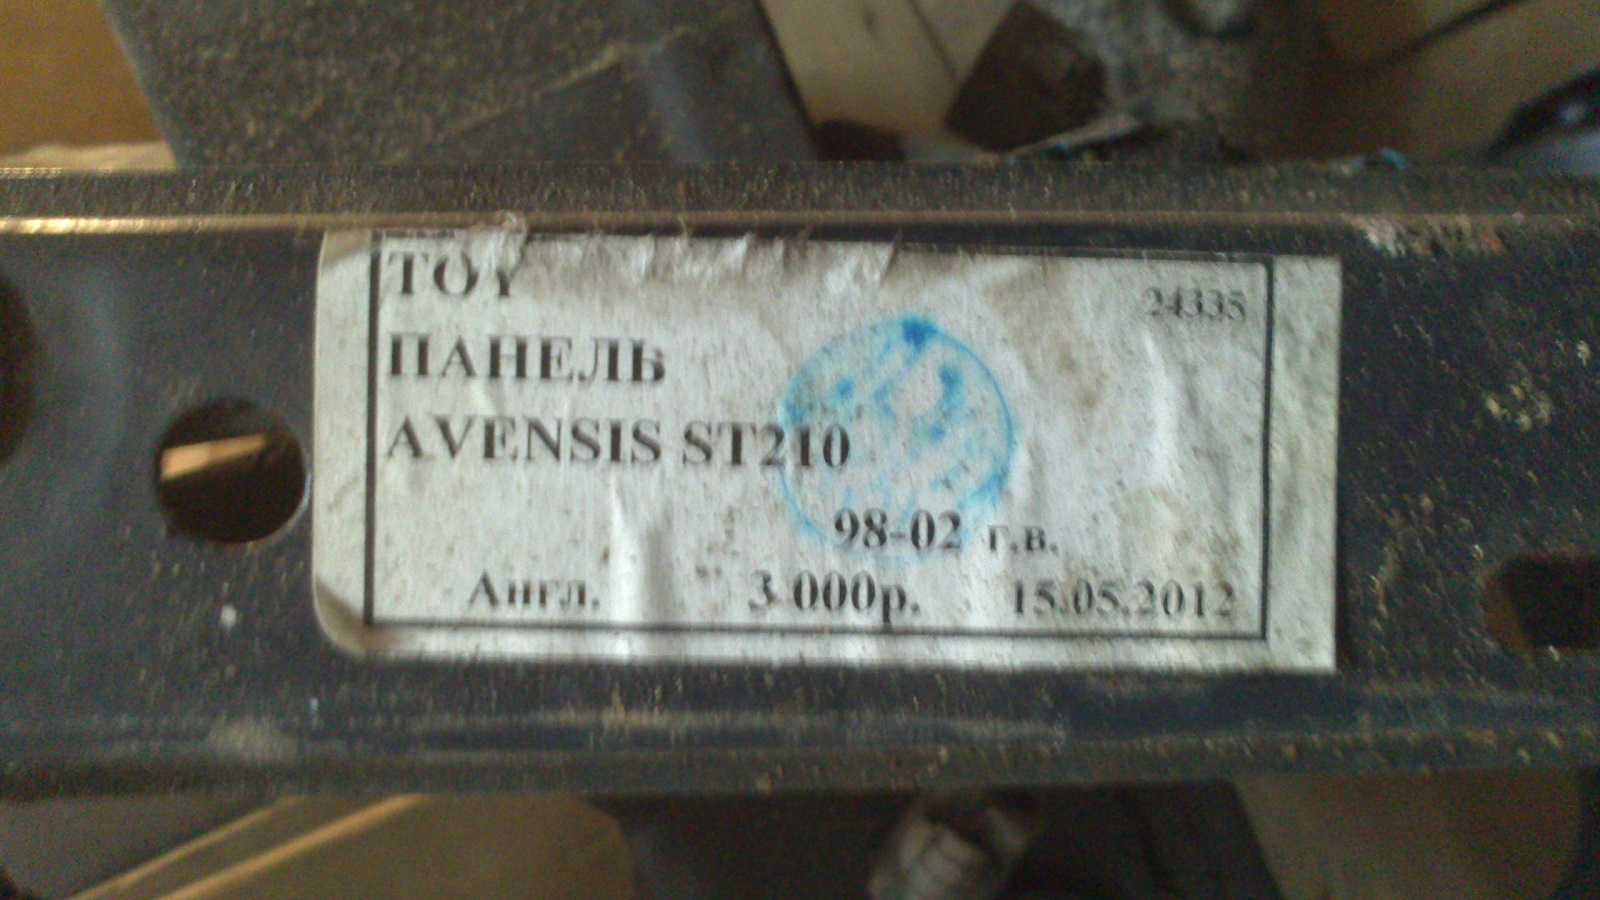 TOY
24335
ПАНЕЛЬ
AVENSIS ST210
98-02 г.в.
Англ. 3 000р. 15.05.2012